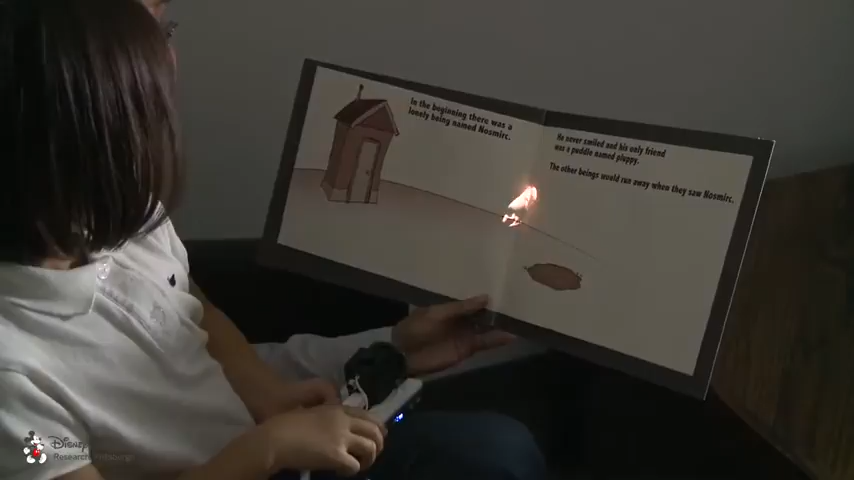 In the beginning there was a
lonely being named Nosmirc.
He never smiled and his only friend
was a puddle named pluppy.
The other beings would run away when they saw Nosmirc.
Disney
Research